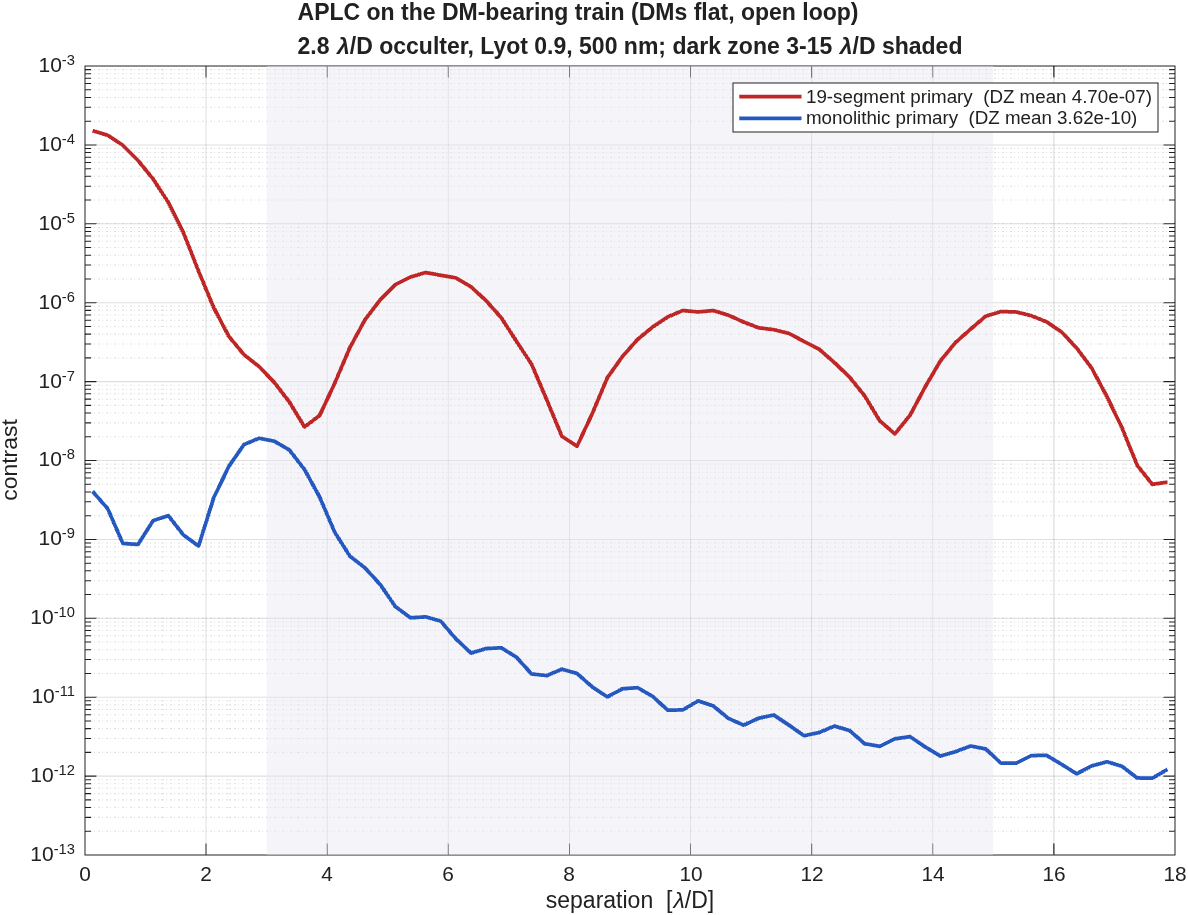 APLC on the DM-bearing train (DMs flat, open loop)
2.8 λ/D occulter, Lyot 0.9, 500 nm; dark zone 3-15 λ/D shaded
19-segment primary (DZ mean 4.70e-07)
monolithic primary (DZ mean 3.62e-10)
contrast
10^-3
10^-4
10^-5
10^-6
10^-7
10^-8
10^-9
10^-10
10^-11
10^-12
10^-13
0 2 4 6 8 10 12 14 16 18
separation [λ/D]